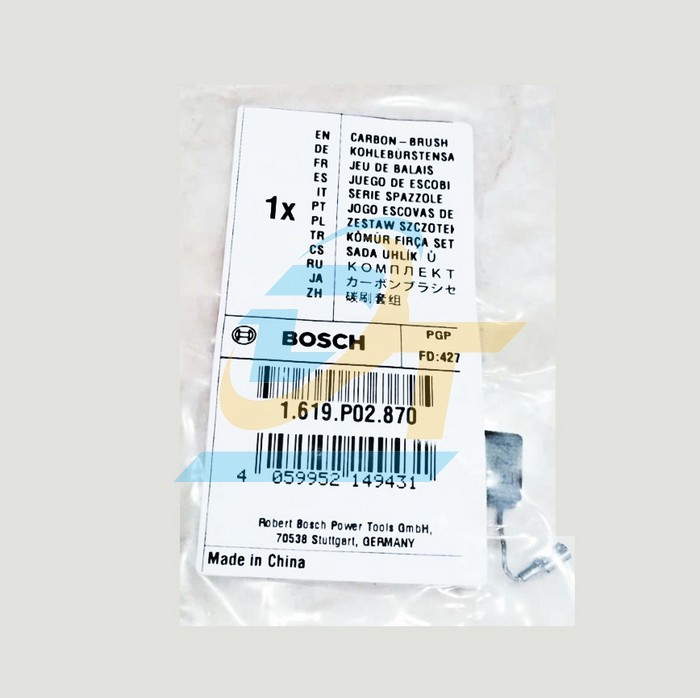 1x
EN CARBON-BRUSH
DE KOHLEBÜRSTENSA
FR JEU DE BALAIS
ES JUEGO DE ESCOBI
IT SERIE SPAZZOLE
PT JOGO ESCOVAS DE
PL ZESTAW SZCZOTEK
TR KÖMÜR FIRÇA SET
CS SADA UHLÍK Ů
RU КОМПЛЕКТ
JA カーボンブラシセ
ZH 碳刷套组
BOSCH
PGP
FD:427
1.619.P02.870
4 059952 149431
Robert Bosch Power Tools GmbH,
70538 Stuttgart, GERMANY
Made in China